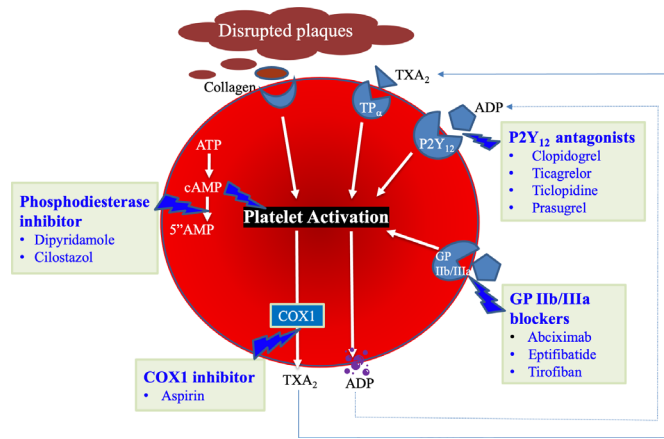 Disrupted plaques
Collagen
TXA₂
TPα
ADP
P2Y₁₂
P2Y₁₂ antagonists
• Clopidogrel
• Ticagrelor
• Ticlopidine
• Prasugrel
ATP
cAMP
5”AMP
Phosphodiesterase
inhibitor
• Dipyridamole
• Cilostazol
Platelet Activation
GP
IIb/IIIa
GP IIb/IIIa
blockers
• Abciximab
• Eptifibatide
• Tirofiban
COX1
COX1 inhibitor
• Aspirin
TXA₂
ADP